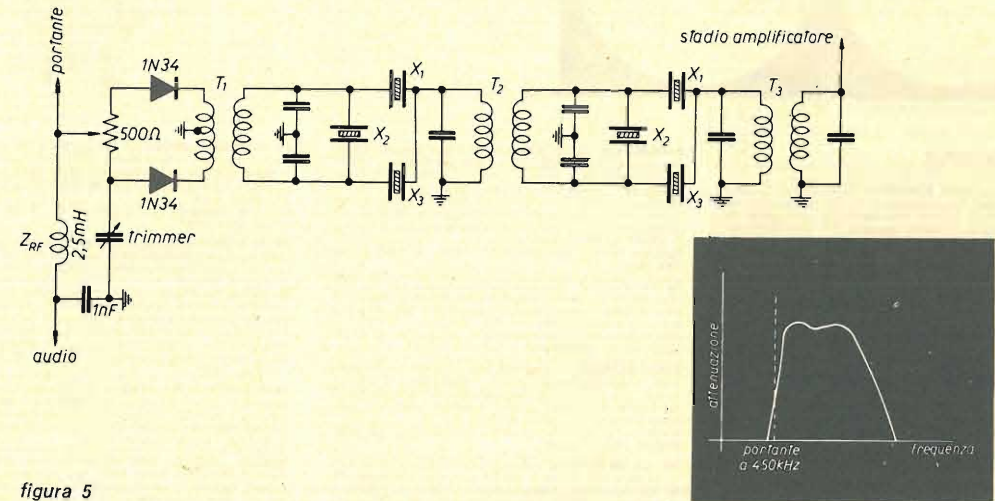 portante
stadio amplificatore
1N34
T1
X1
T2
X1
T3
500Ω
X2
X2
1N34
X3
X3
ZRF
2,5mH
trimmer
1nF
audio
attenuazione
portante
a 450kHz
frequenza
figura 5